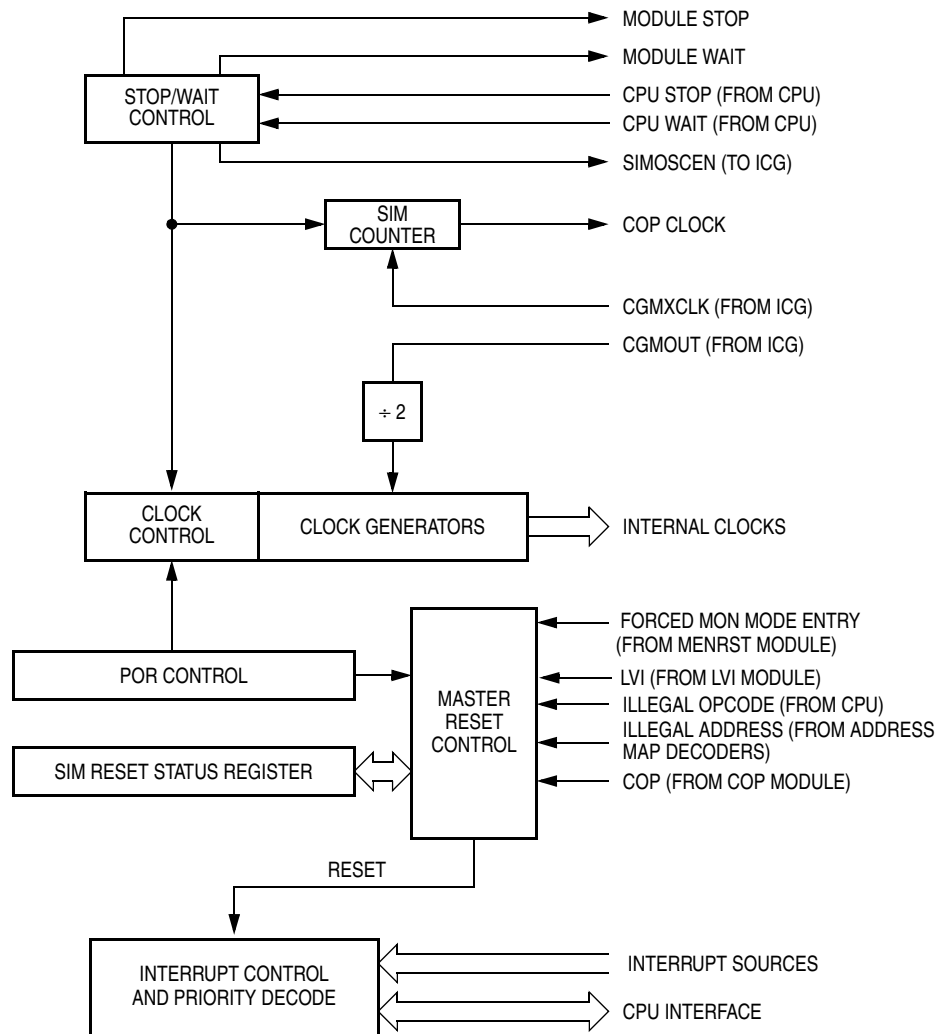 MODULE STOP
MODULE WAIT
STOP/WAIT
CONTROL
CPU STOP (FROM CPU)
CPU WAIT (FROM CPU)
SIMOSCEN (TO ICG)
SIM
COUNTER
COP CLOCK
CGMXCLK (FROM ICG)
CGMOUT (FROM ICG)
÷ 2
CLOCK
CONTROL
CLOCK GENERATORS
INTERNAL CLOCKS
FORCED MON MODE ENTRY
(FROM MENRST MODULE)
POR CONTROL
LVI (FROM LVI MODULE)
MASTER
RESET
CONTROL
ILLEGAL OPCODE (FROM CPU)
ILLEGAL ADDRESS (FROM ADDRESS
MAP DECODERS)
SIM RESET STATUS REGISTER
COP (FROM COP MODULE)
RESET
INTERRUPT CONTROL
AND PRIORITY DECODE
INTERRUPT SOURCES
CPU INTERFACE